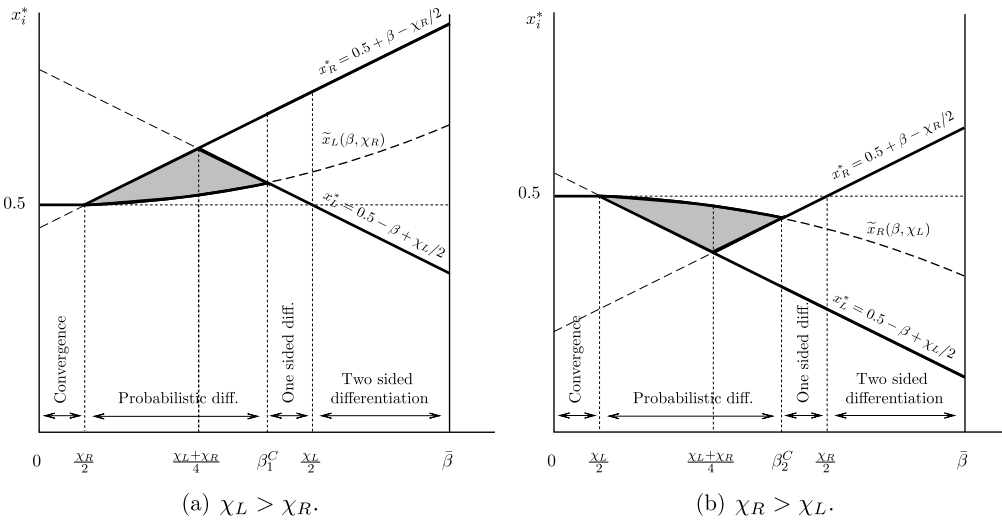 x*_i
x*_R = 0.5 + β − χ_R/2
x̃_L(β, χ_R)
0.5
x*_L = 0.5 − β + χ_L/2
Convergence
Probabilistic diff.
One sided diff.
Two sided
differentiation
0
χ_R/2
(χ_L+χ_R)/4
β_1^C
χ_L/2
β̄
(a) χ_L > χ_R.
x*_i
x*_R = 0.5 + β − χ_R/2
0.5
x̃_R(β, χ_L)
x*_L = 0.5 − β + χ_L/2
Convergence
Probabilistic diff.
One sided diff.
Two sided
differentiation
0
χ_L/2
(χ_L+χ_R)/4
β_2^C
χ_R/2
β̄
(b) χ_R > χ_L.